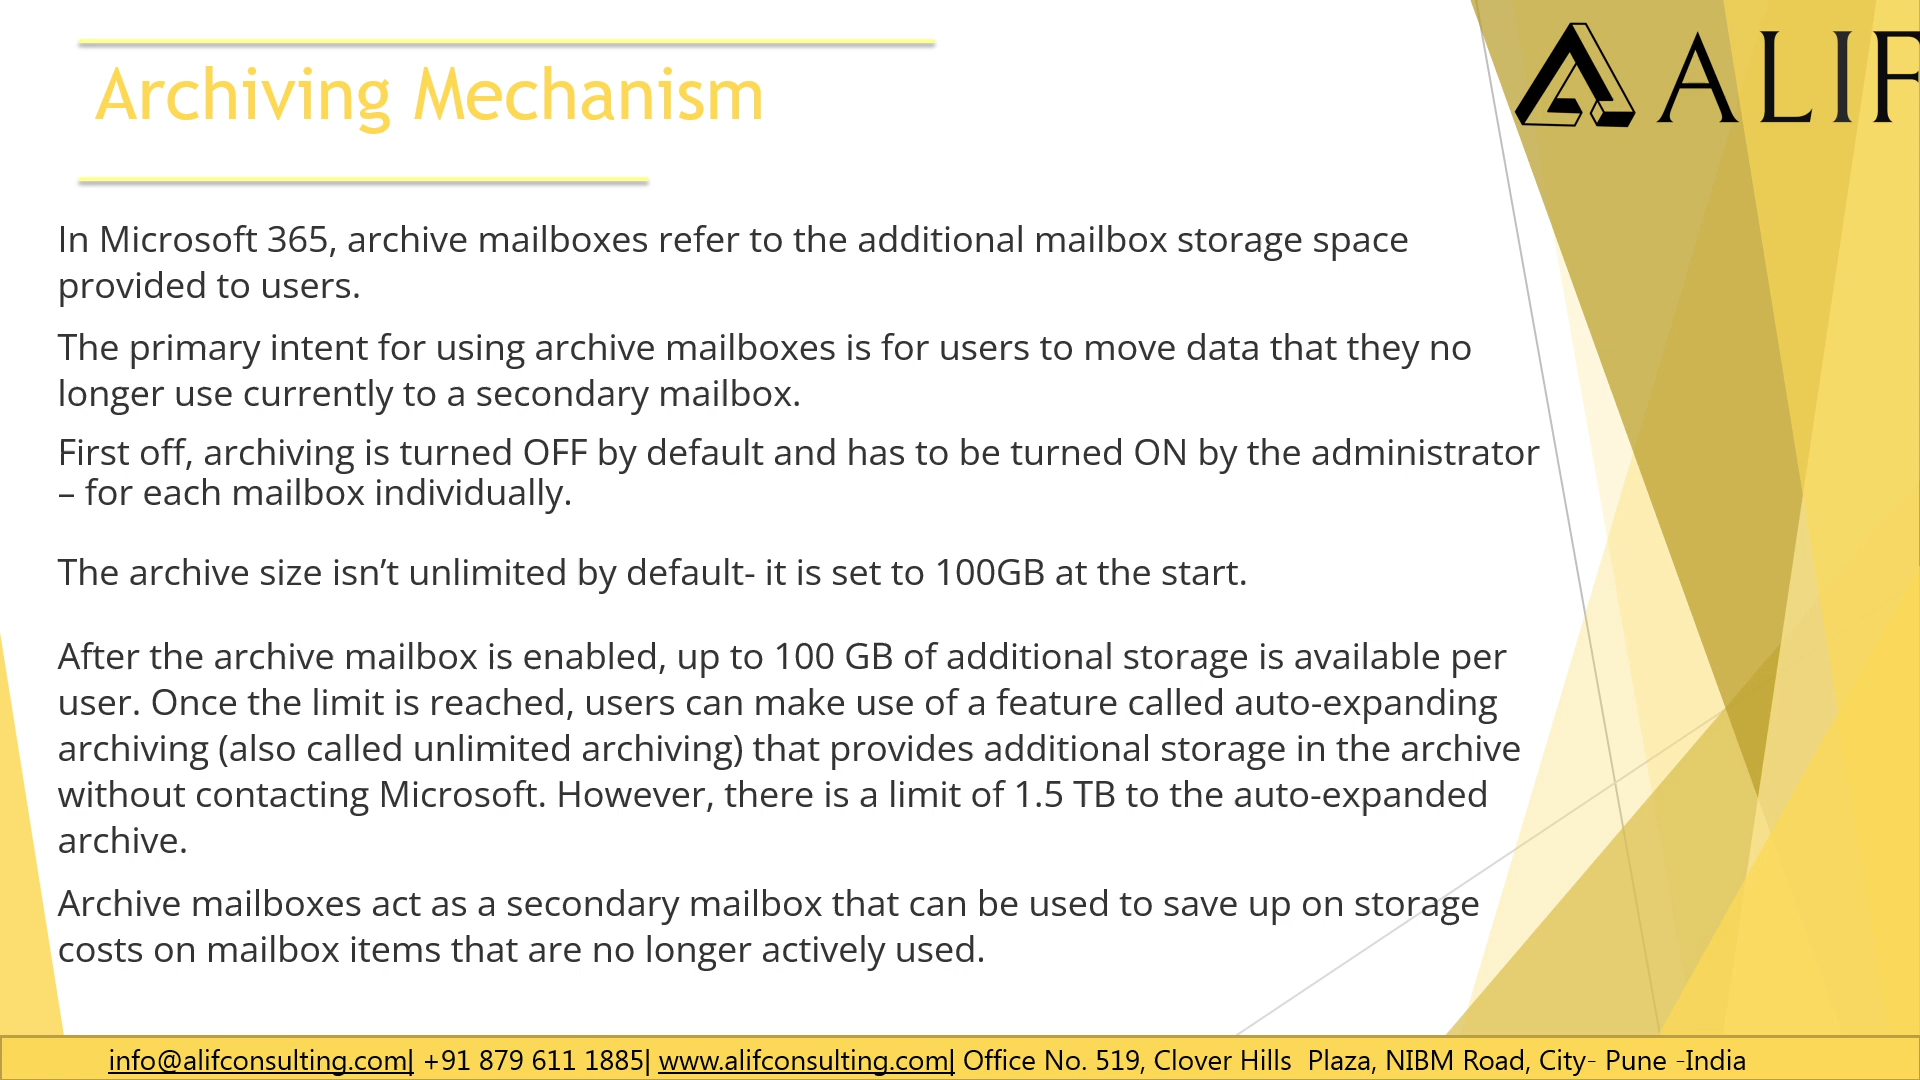 Archiving Mechanism
ALIF
In Microsoft 365, archive mailboxes refer to the additional mailbox storage space
provided to users.
The primary intent for using archive mailboxes is for users to move data that they no
longer use currently to a secondary mailbox.
First off, archiving is turned OFF by default and has to be turned ON by the administrator
– for each mailbox individually.
The archive size isn’t unlimited by default- it is set to 100GB at the start.
After the archive mailbox is enabled, up to 100 GB of additional storage is available per
user. Once the limit is reached, users can make use of a feature called auto-expanding
archiving (also called unlimited archiving) that provides additional storage in the archive
without contacting Microsoft. However, there is a limit of 1.5 TB to the auto-expanded
archive.
Archive mailboxes act as a secondary mailbox that can be used to save up on storage
costs on mailbox items that are no longer actively used.
info@alifconsulting.com| +91 879 611 1885| www.alifconsulting.com| Office No. 519, Clover Hills  Plaza, NIBM Road, City- Pune -India